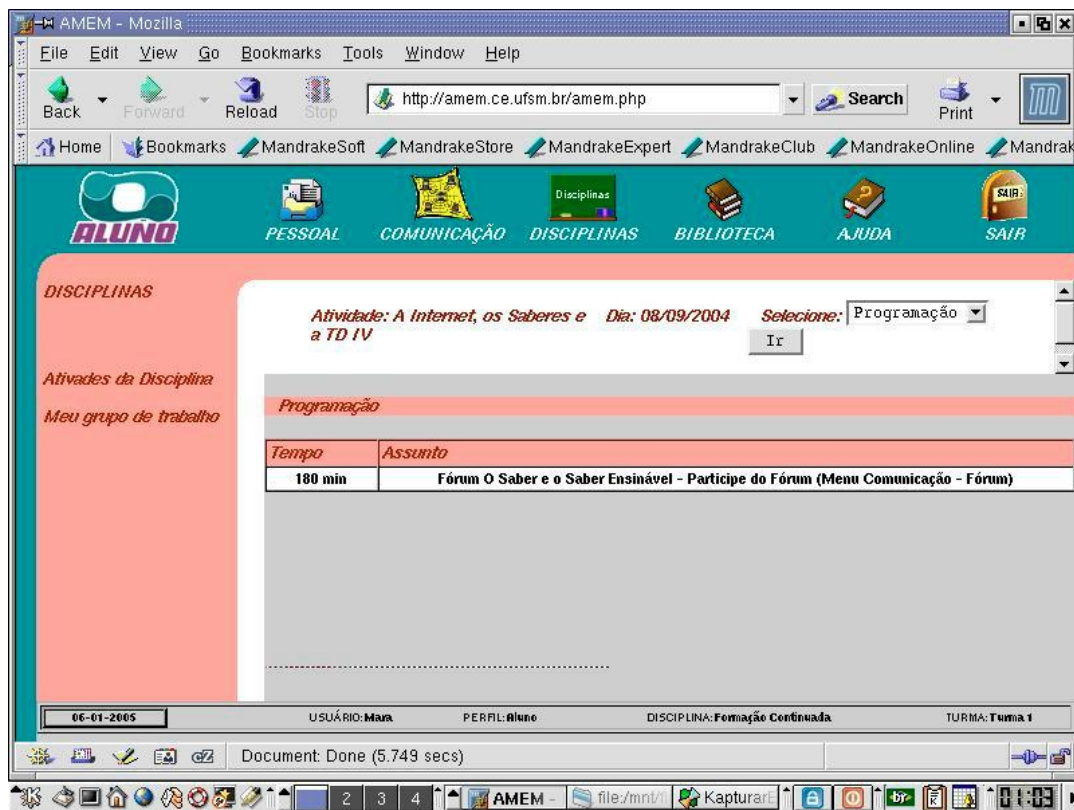 AMEM - Mozilla
File Edit View Go Bookmarks Tools Window Help
Back Forward Reload Stop http://amem.ce.ufsm.br/amem.php Search Print
Home Bookmarks MandrakeSoft MandrakeStore MandrakeExpert MandrakeClub MandrakeOnline Mandrak
Disciplinas SAIR
ALUNO PESSOAL COMUNICAÇÃO DISCIPLINAS BIBLIOTECA AJUDA SAIR
DISCIPLINAS
Atividade: A Internet, os Saberes e Dia: 08/09/2004 Selecione: Programação
a TD IV
Ir
Ativades da Disciplina
Meu grupo de trabalho
Programação
Tempo Assunto
180 min Fórum O Saber e o Saber Ensinável - Participe do Fórum (Menu Comunicação - Fórum)
06-01-2005 USUÁRIO: Mara PERFIL: Aluno DISCIPLINA: Formação Continuada TURMA: Turma 1
Document: Done (5.749 secs)
2 3 4 AMEM - file:/mnt/ KapturarE br 01:03